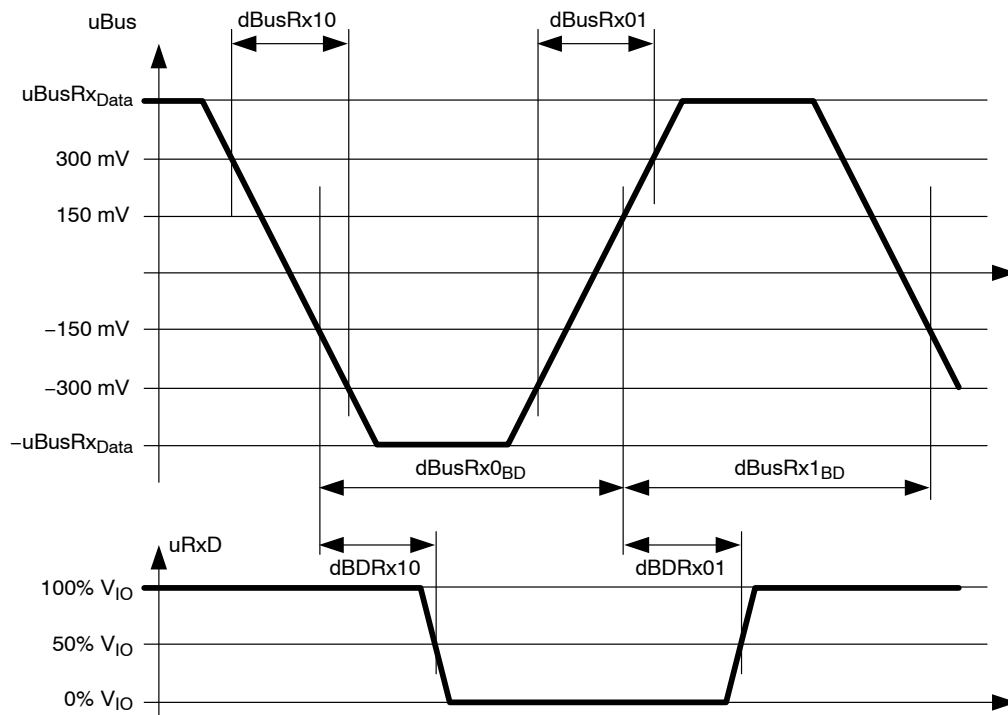 uBus
dBusRx10
dBusRx01
uBusRxData
300 mV
150 mV
−150 mV
−300 mV
−uBusRxData
dBusRx0BD
dBusRx1BD
uRxD
dBDRx10
dBDRx01
100% VIO
50% VIO
0% VIO